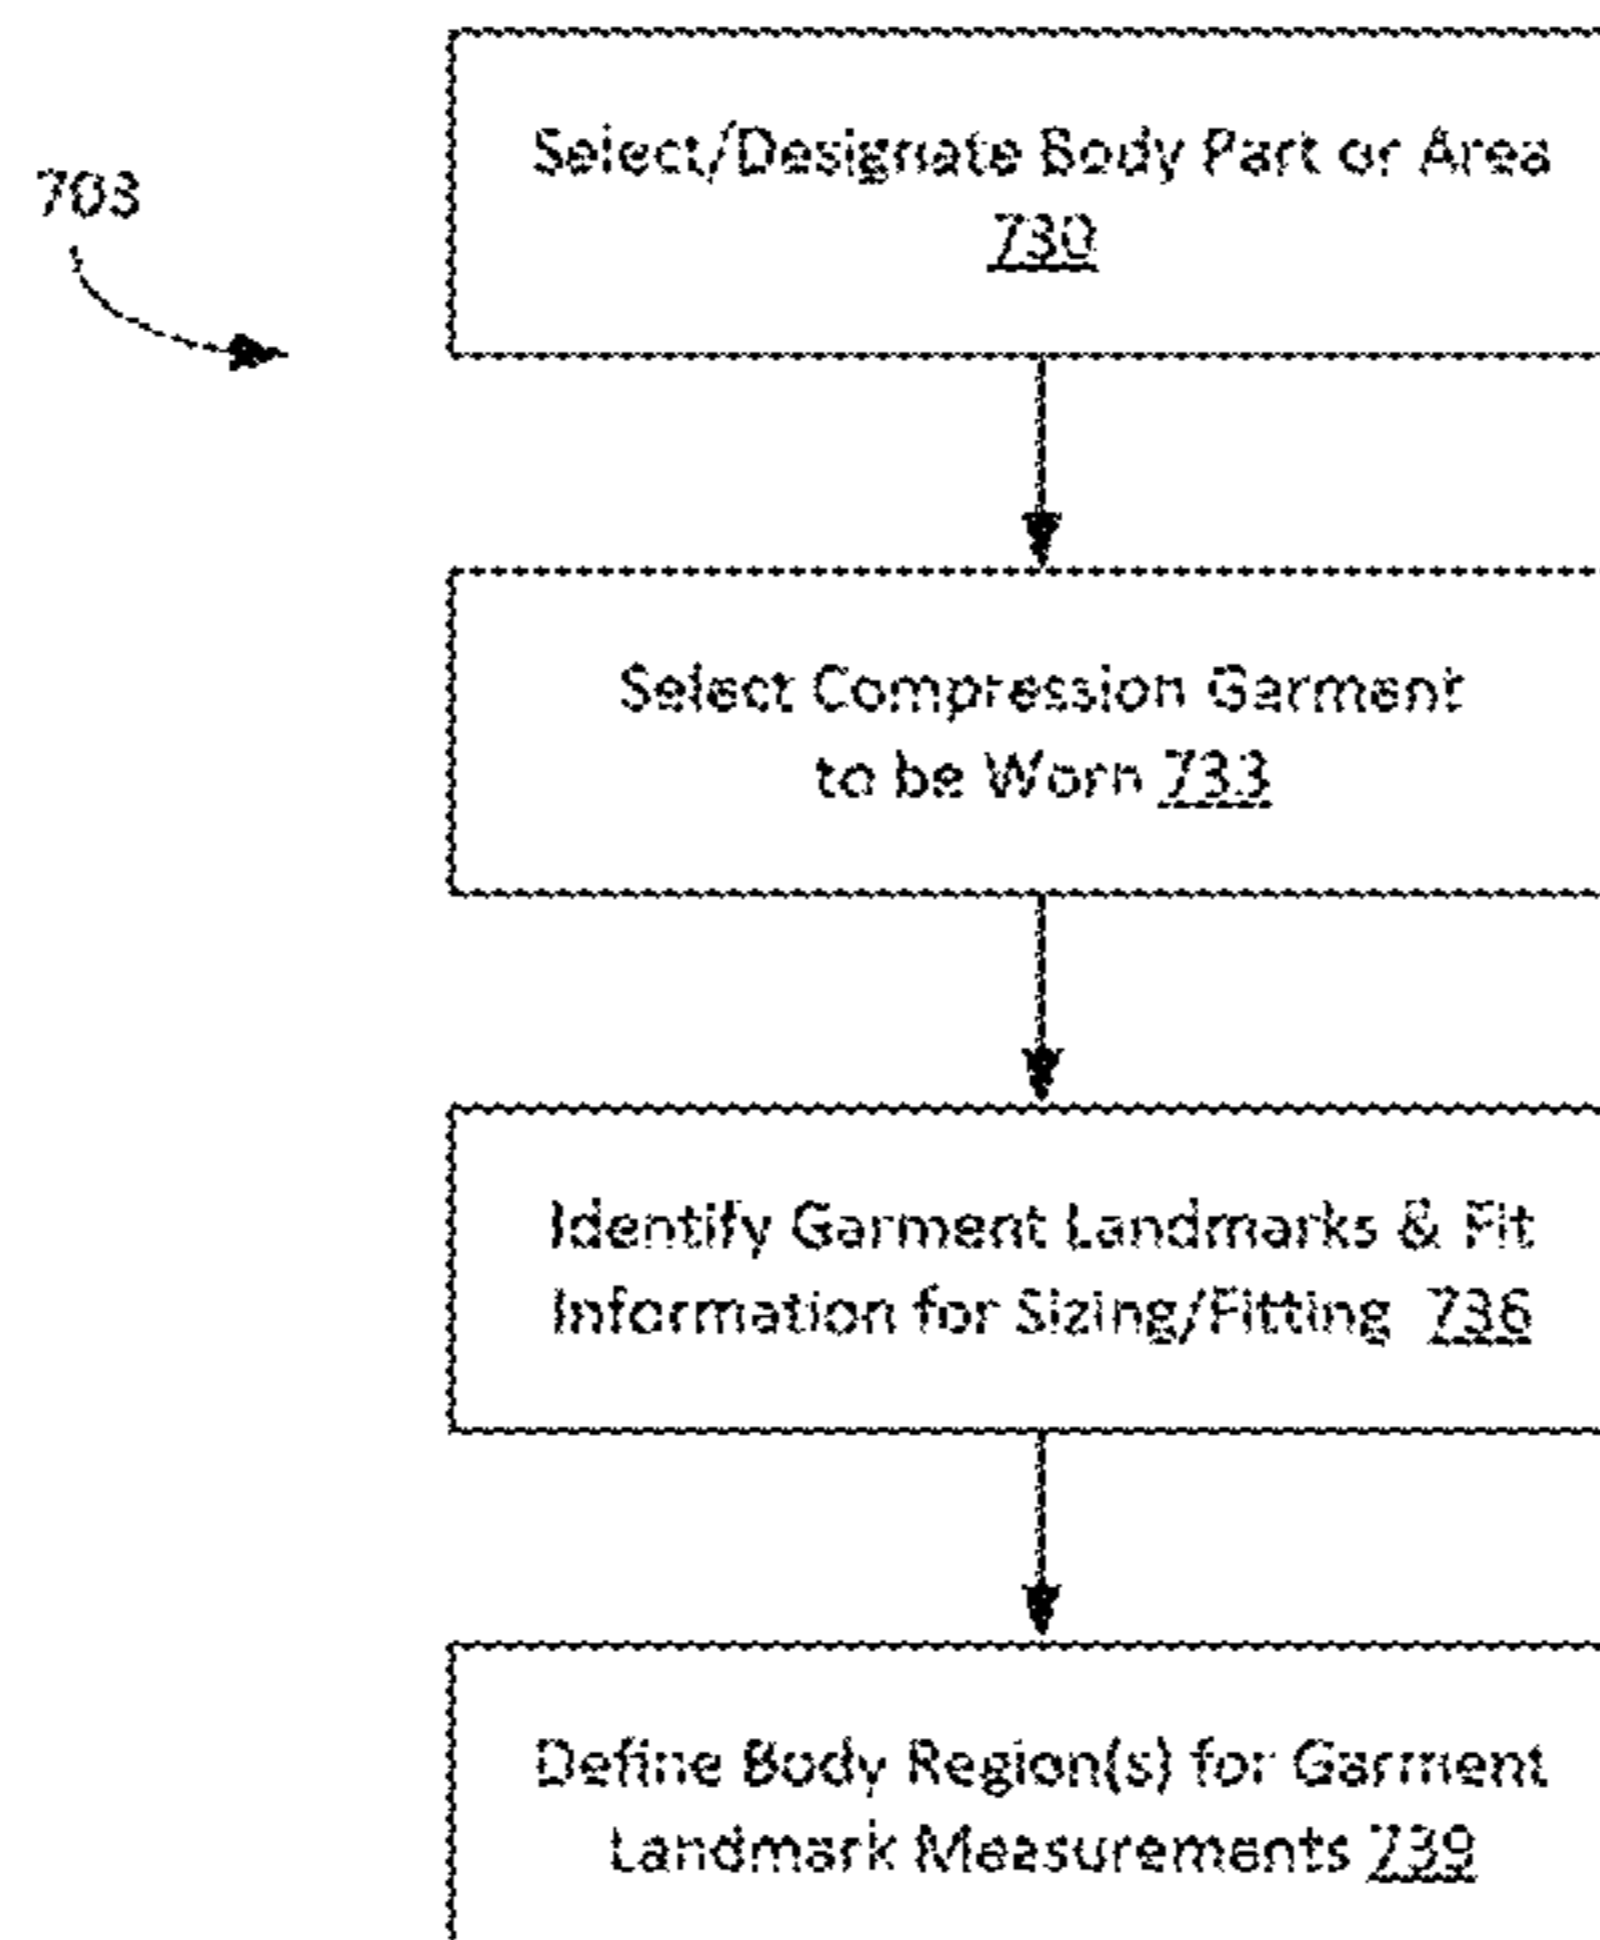 703
Select/Designate Body Part or Area
730
Select Compression Garment
to be Worn 733
Identify Garment Landmarks & Fit
Information for Sizing/Fitting 736
Define Body Region(s) for Garment
Landmark Measurements 739